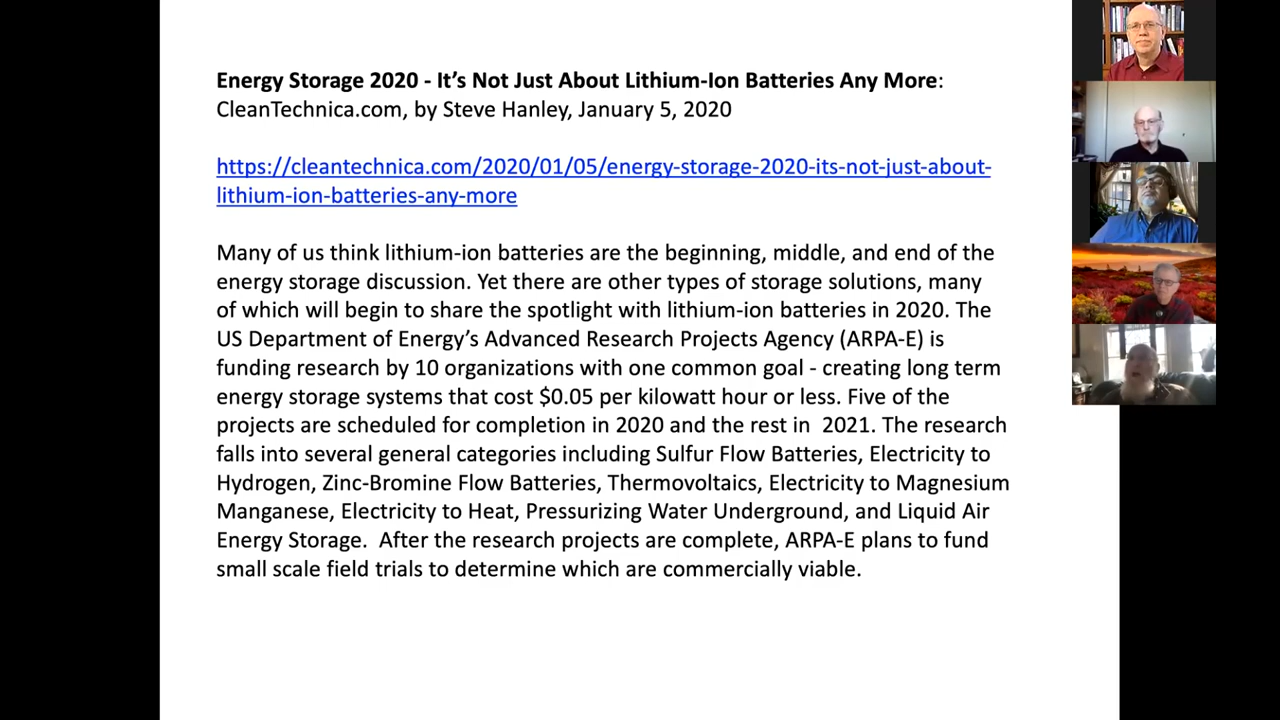 Energy Storage 2020 - It’s Not Just About Lithium-Ion Batteries Any More:
CleanTechnica.com, by Steve Hanley, January 5, 2020
https://cleantechnica.com/2020/01/05/energy-storage-2020-its-not-just-about-
lithium-ion-batteries-any-more
Many of us think lithium-ion batteries are the beginning, middle, and end of the
energy storage discussion. Yet there are other types of storage solutions, many
of which will begin to share the spotlight with lithium-ion batteries in 2020. The
US Department of Energy’s Advanced Research Projects Agency (ARPA-E) is
funding research by 10 organizations with one common goal - creating long term
energy storage systems that cost $0.05 per kilowatt hour or less. Five of the
projects are scheduled for completion in 2020 and the rest in  2021. The research
falls into several general categories including Sulfur Flow Batteries, Electricity to
Hydrogen, Zinc-Bromine Flow Batteries, Thermovoltaics, Electricity to Magnesium
Manganese, Electricity to Heat, Pressurizing Water Underground, and Liquid Air
Energy Storage.  After the research projects are complete, ARPA-E plans to fund
small scale field trials to determine which are commercially viable.